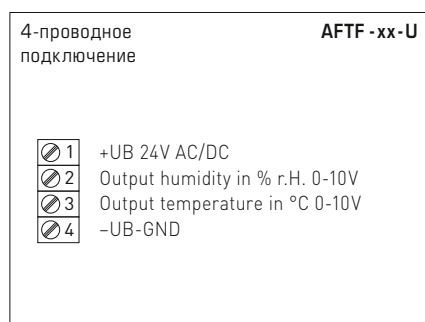 4-проводное AFTF-xx-U
подключение
1 +UB 24V AC/DC
2 Output humidity in % r.H. 0-10V
3 Output temperature in °C 0-10V
4 –UB-GND